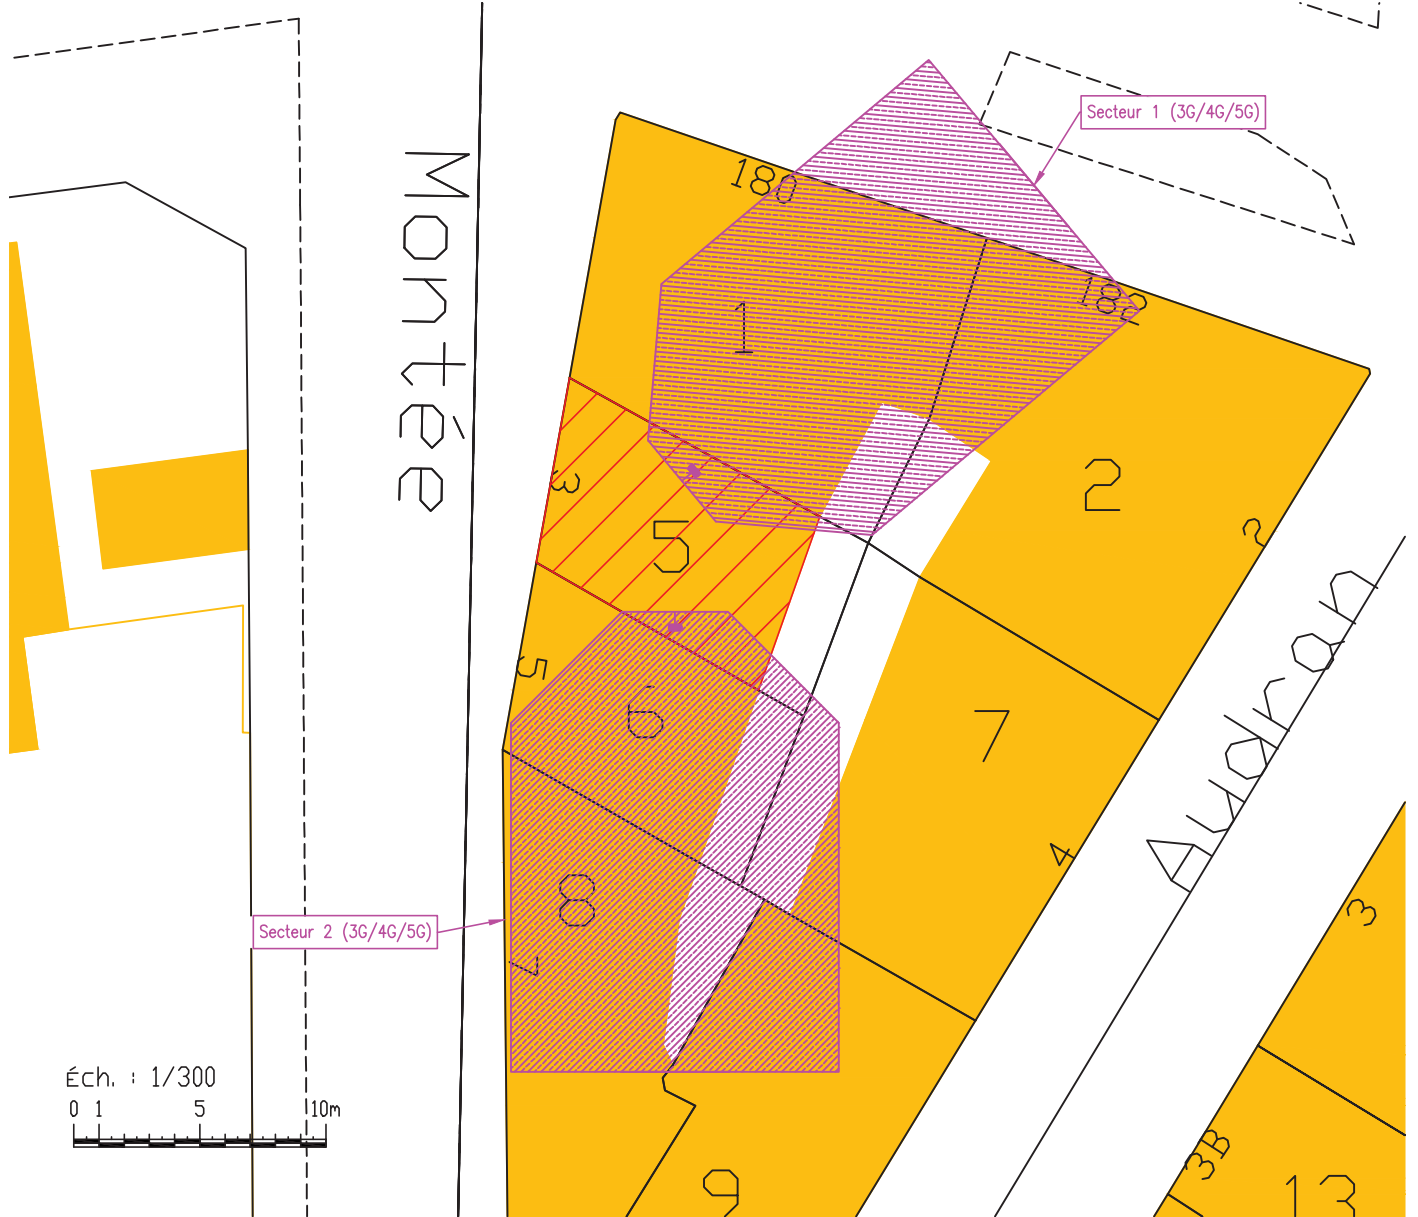 Secteur 1 (3G/4G/5G)
180
182
Montée
1
2
2
3
5
5
6
7
4
Audran
8
7
3
Secteur 2 (3G/4G/5G)
Éch. : 1/300
0 1 5 10m
3B
9
13